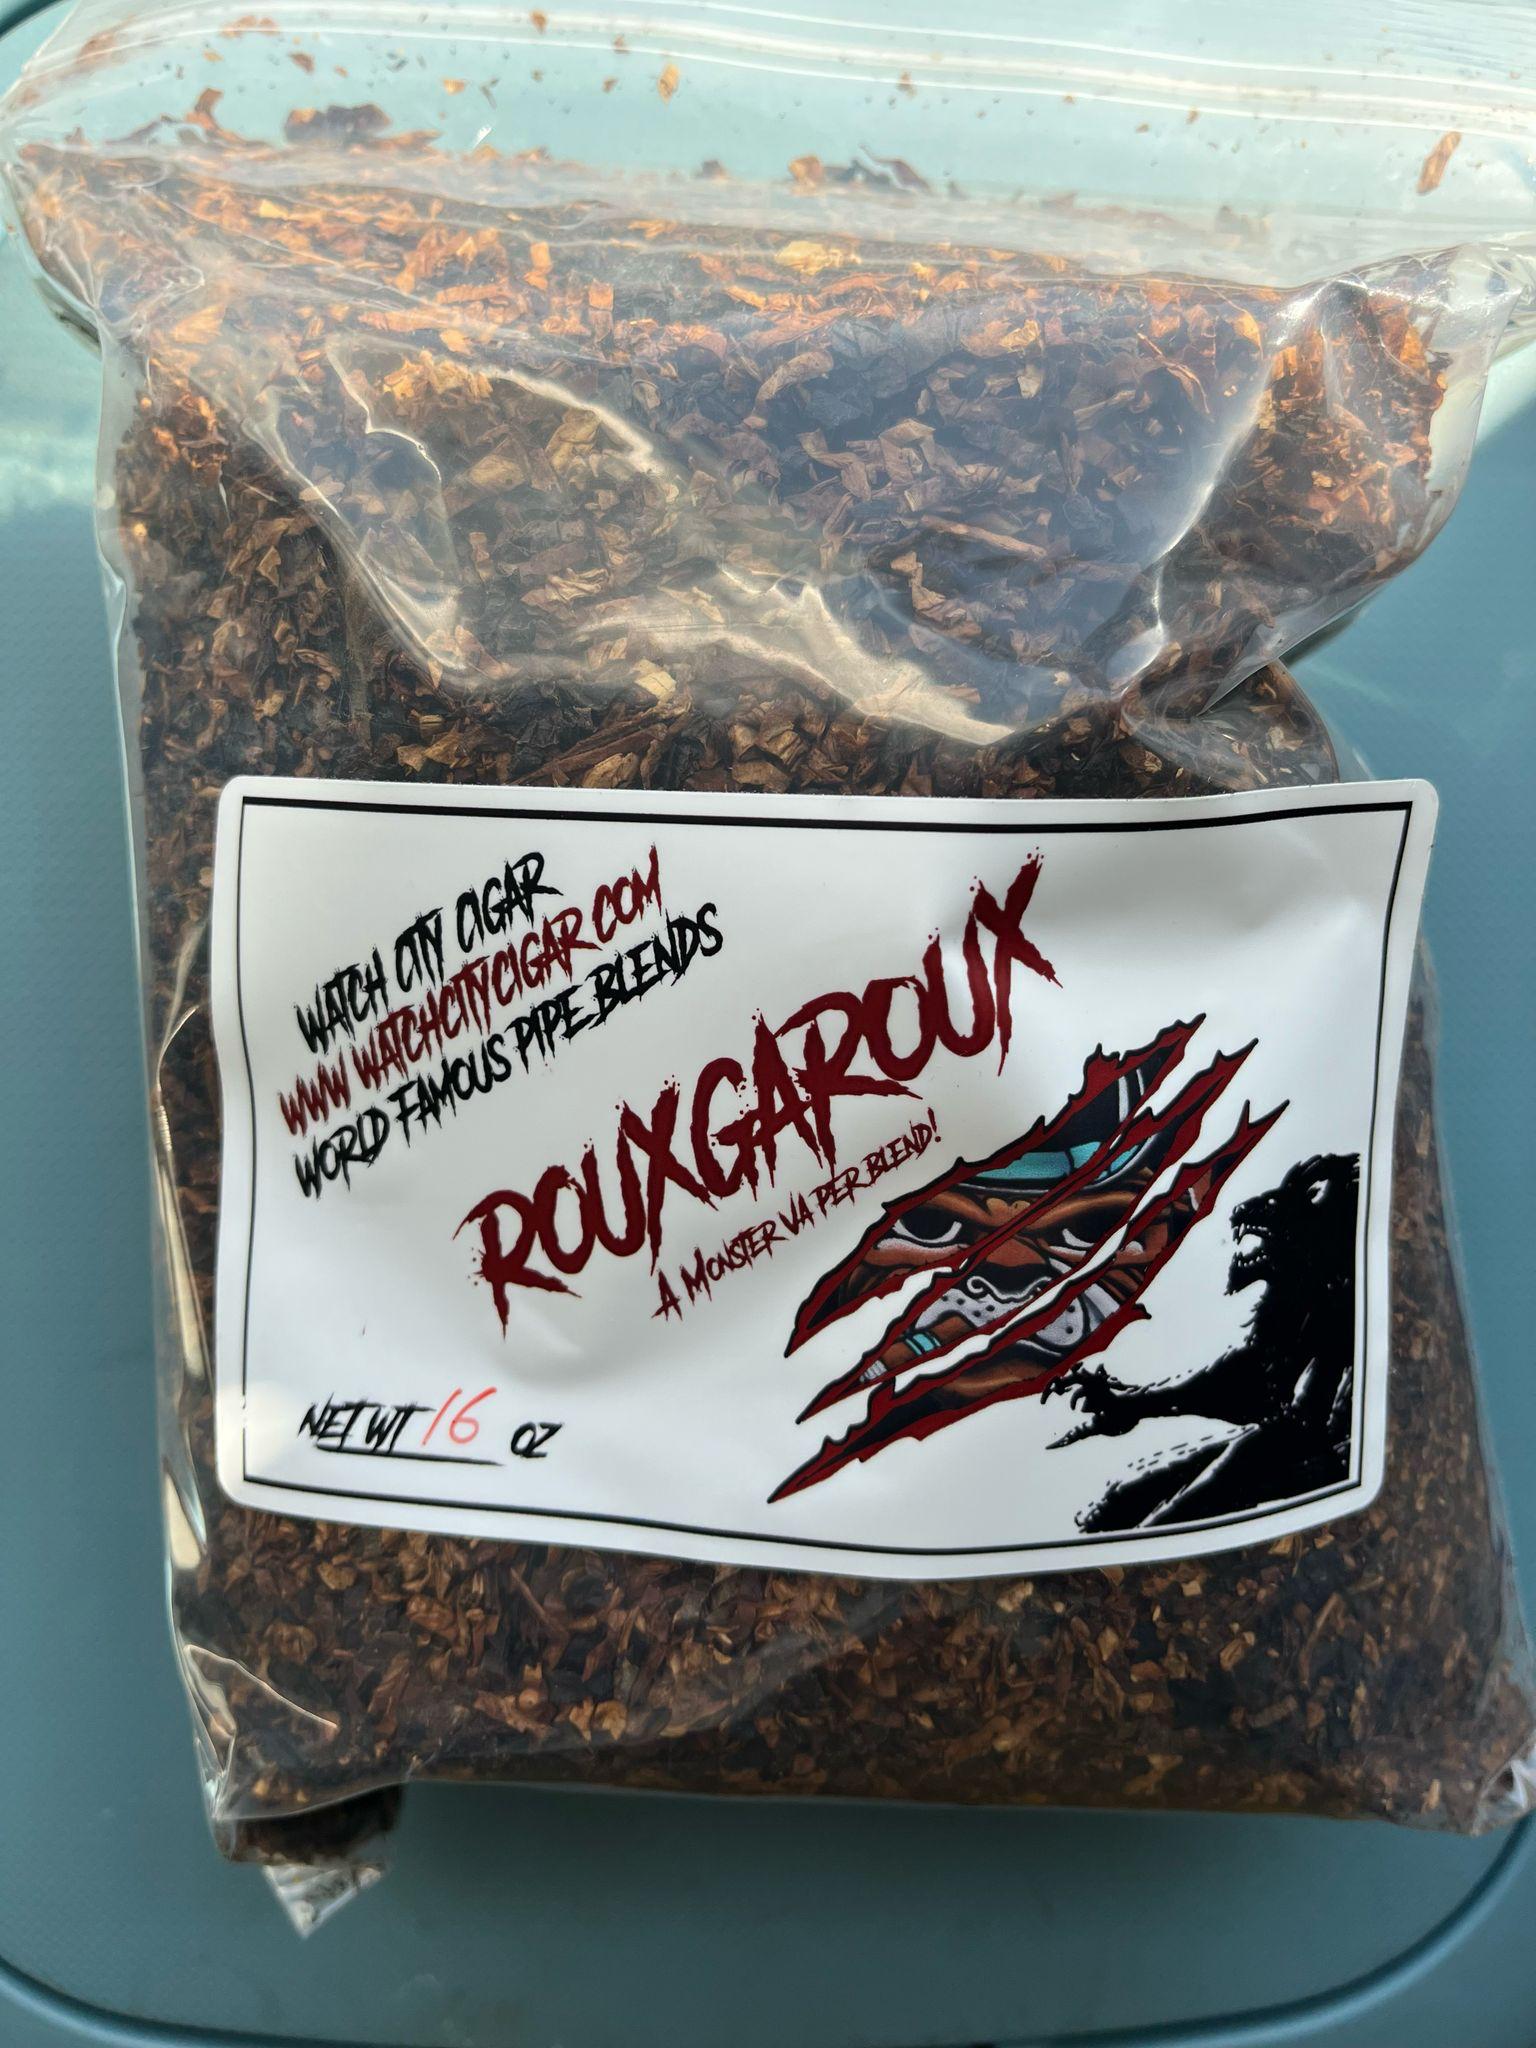 WATCH CITY CIGAR
WWW WATCHCITYCIGAR.COM
WORLD FAMOUS PIPE BLENDS
ROUXGAROUX
A MONSTER VA PER BLEND!
NET WT 16 OZ